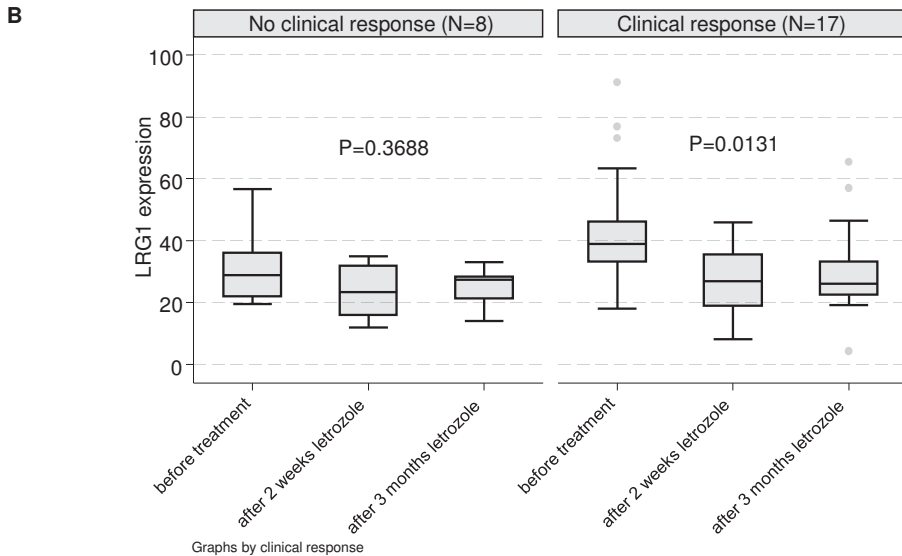 B
No clinical response (N=8)
Clinical response (N=17)
LRG1 expression
100
80
60
40
20
0
P=0.3688
P=0.0131
before treatment
after 2 weeks letrozole
after 3 months letrozole
before treatment
after 2 weeks letrozole
after 3 months letrozole
Graphs by clinical response